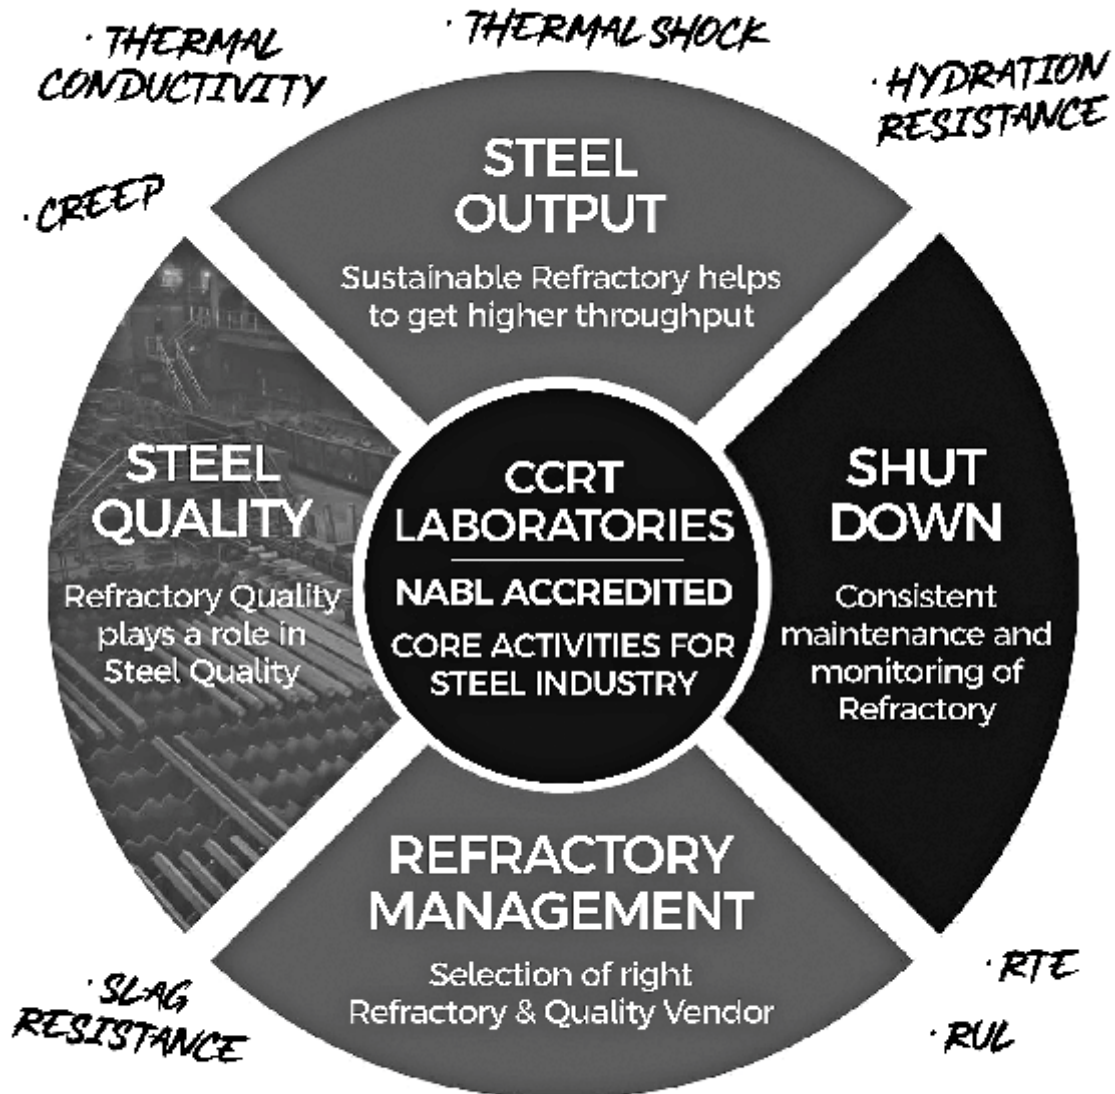 · THERMAL
CONDUCTIVITY
· THERMAL SHOCK
· HYDRATION
RESISTANCE
· CREEP
STEEL
OUTPUT
Sustainable Refractory helps
to get higher throughput
STEEL
QUALITY
Refractory Quality
plays a role in
Steel Quality
CCRT
LABORATORIES
NABL ACCREDITED
CORE ACTIVITIES FOR
STEEL INDUSTRY
SHUT
DOWN
Consistent
maintenance and
monitoring of
Refractory
REFRACTORY
MANAGEMENT
Selection of right
Refractory & Quality Vendor
· SLAG
RESISTANCE
· RTE
· RUL